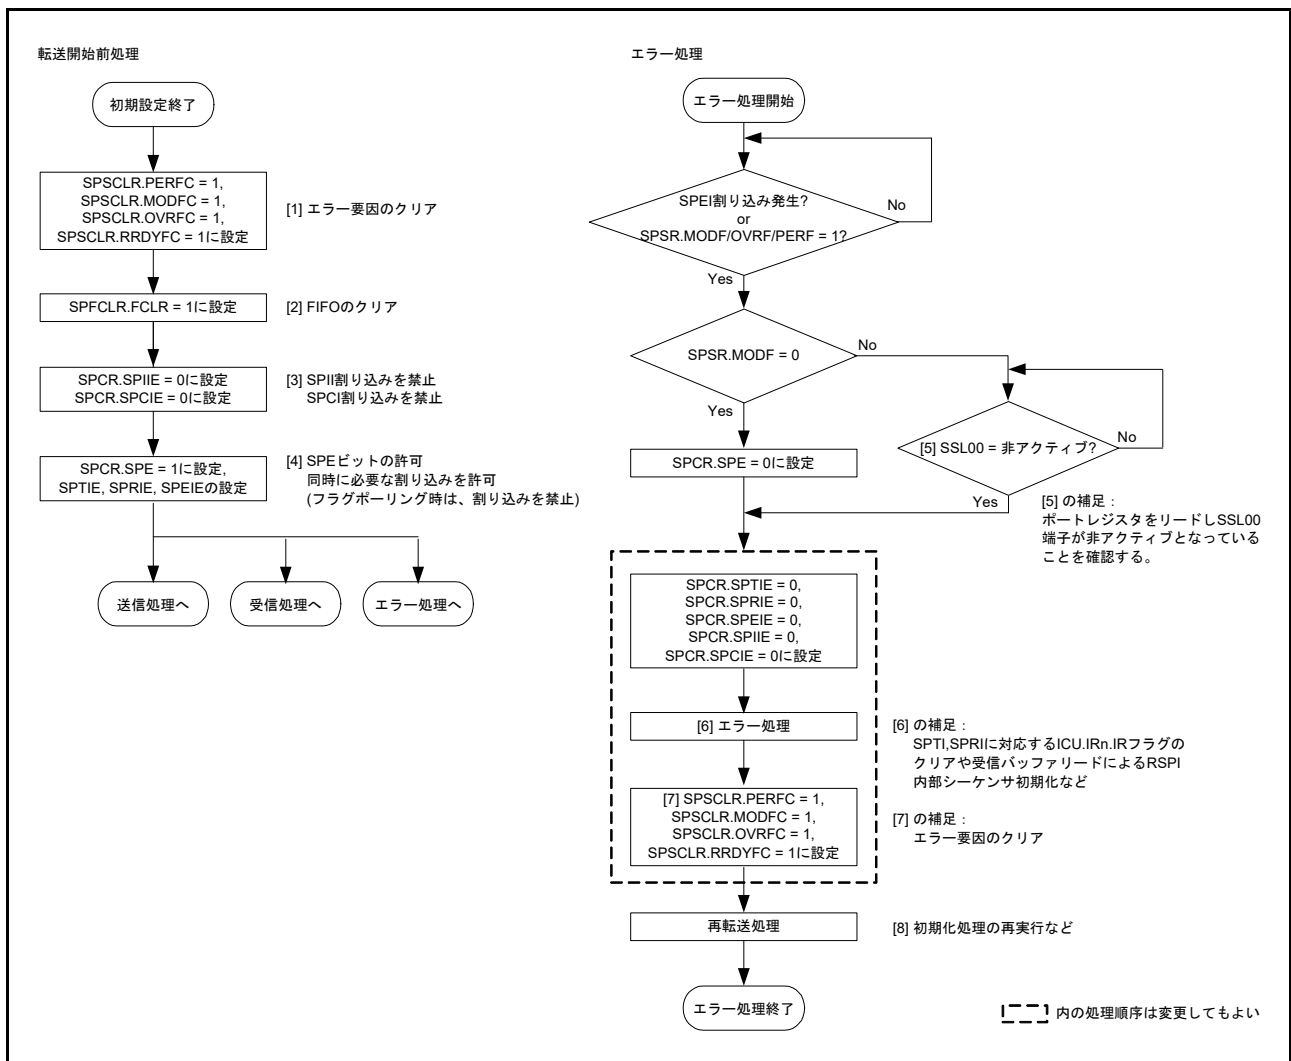 転送開始前処理
初期設定終了
SPSCLR.PERFC = 1,
SPSCLR.MODFC = 1,
SPSCLR.OVRFC = 1,
SPSCLR.RRDYFC = 1に設定
[1] エラー要因のクリア
SPFCLR.FCLR = 1に設定
[2] FIFOのクリア
SPCR.SPIIE = 0に設定
SPCR.SPCIE = 0に設定
[3] SPII割り込みを禁止
SPCI割り込みを禁止
SPCR.SPE = 1に設定,
SPTIE, SPRIE, SPEIEの設定
[4] SPEビットの許可
同時に必要な割り込みを許可
(フラグポーリング時は、割り込みを禁止)
送信処理へ
受信処理へ
エラー処理へ
エラー処理
エラー処理開始
SPEI割り込み発生?
or
SPSR.MODF/OVRF/PERF = 1?
No
Yes
SPSR.MODF = 0
No
Yes
[5] SSL00 = 非アクティブ?
No
Yes
SPCR.SPE = 0に設定
[5] の補足：
ポートレジスタをリードしSSL00
端子が非アクティブとなっている
ことを確認する。
SPCR.SPTIE = 0,
SPCR.SPRIE = 0,
SPCR.SPEIE = 0,
SPCR.SPIIE = 0,
SPCR.SPCIE = 0に設定
[6] エラー処理
[6] の補足：
SPTI,SPRIに対応するICU.IRn.IRフラグの
クリアや受信バッファリードによるRSPI
内部シーケンサ初期化など
[7] SPSCLR.PERFC = 1,
SPSCLR.MODFC = 1,
SPSCLR.OVRFC = 1,
SPSCLR.RRDYFC = 1に設定
[7] の補足：
エラー要因のクリア
再転送処理
[8] 初期化処理の再実行など
エラー処理終了
内の処理順序は変更してもよい